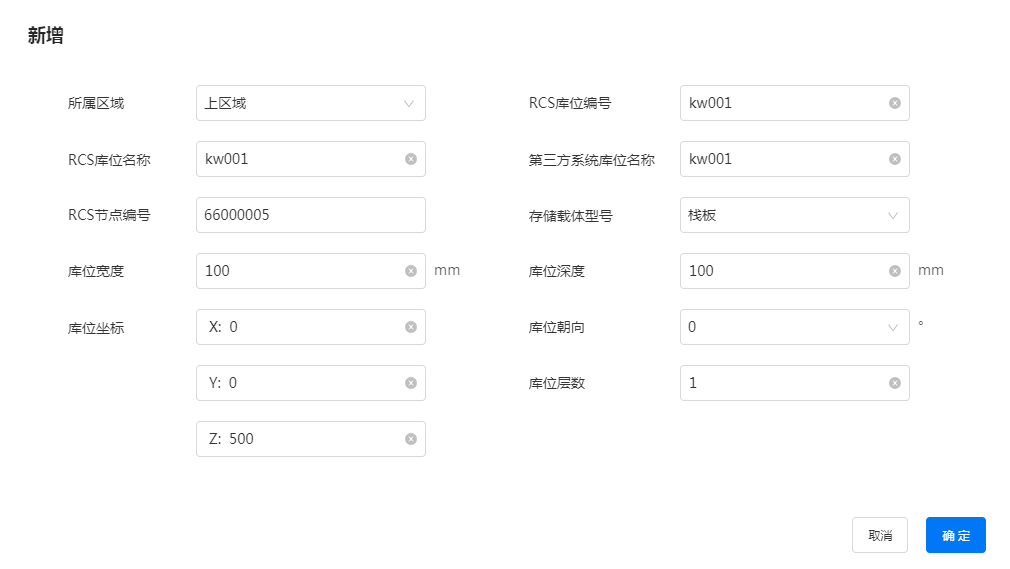 新增
所属区域 上区域 RCS库位编号 kw001
RCS库位名称 kw001 第三方系统库位名称 kw001
RCS节点编号 66000005 存储载体型号 栈板
库位宽度 100 mm 库位深度 100 mm
库位坐标 X: 0 库位朝向 0 °
Y: 0 库位层数 1
Z: 500
取消 确定